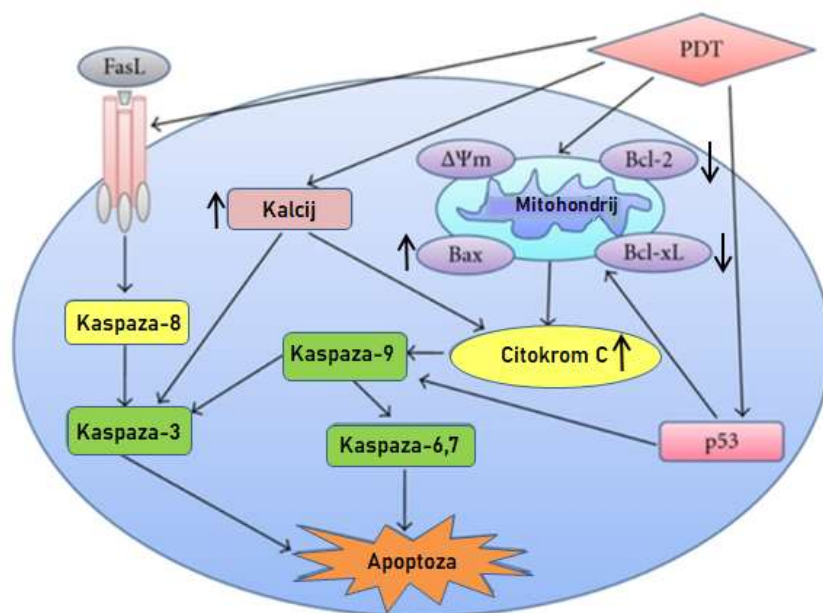 PDT
FasL
ΔΨm
Bcl-2
Kalcij
Mitohondrij
Bax
Bcl-xL
Kaspaza-8
Kaspaza-9
Citokrom C
Kaspaza-3
Kaspaza-6,7
p53
Apoptoza